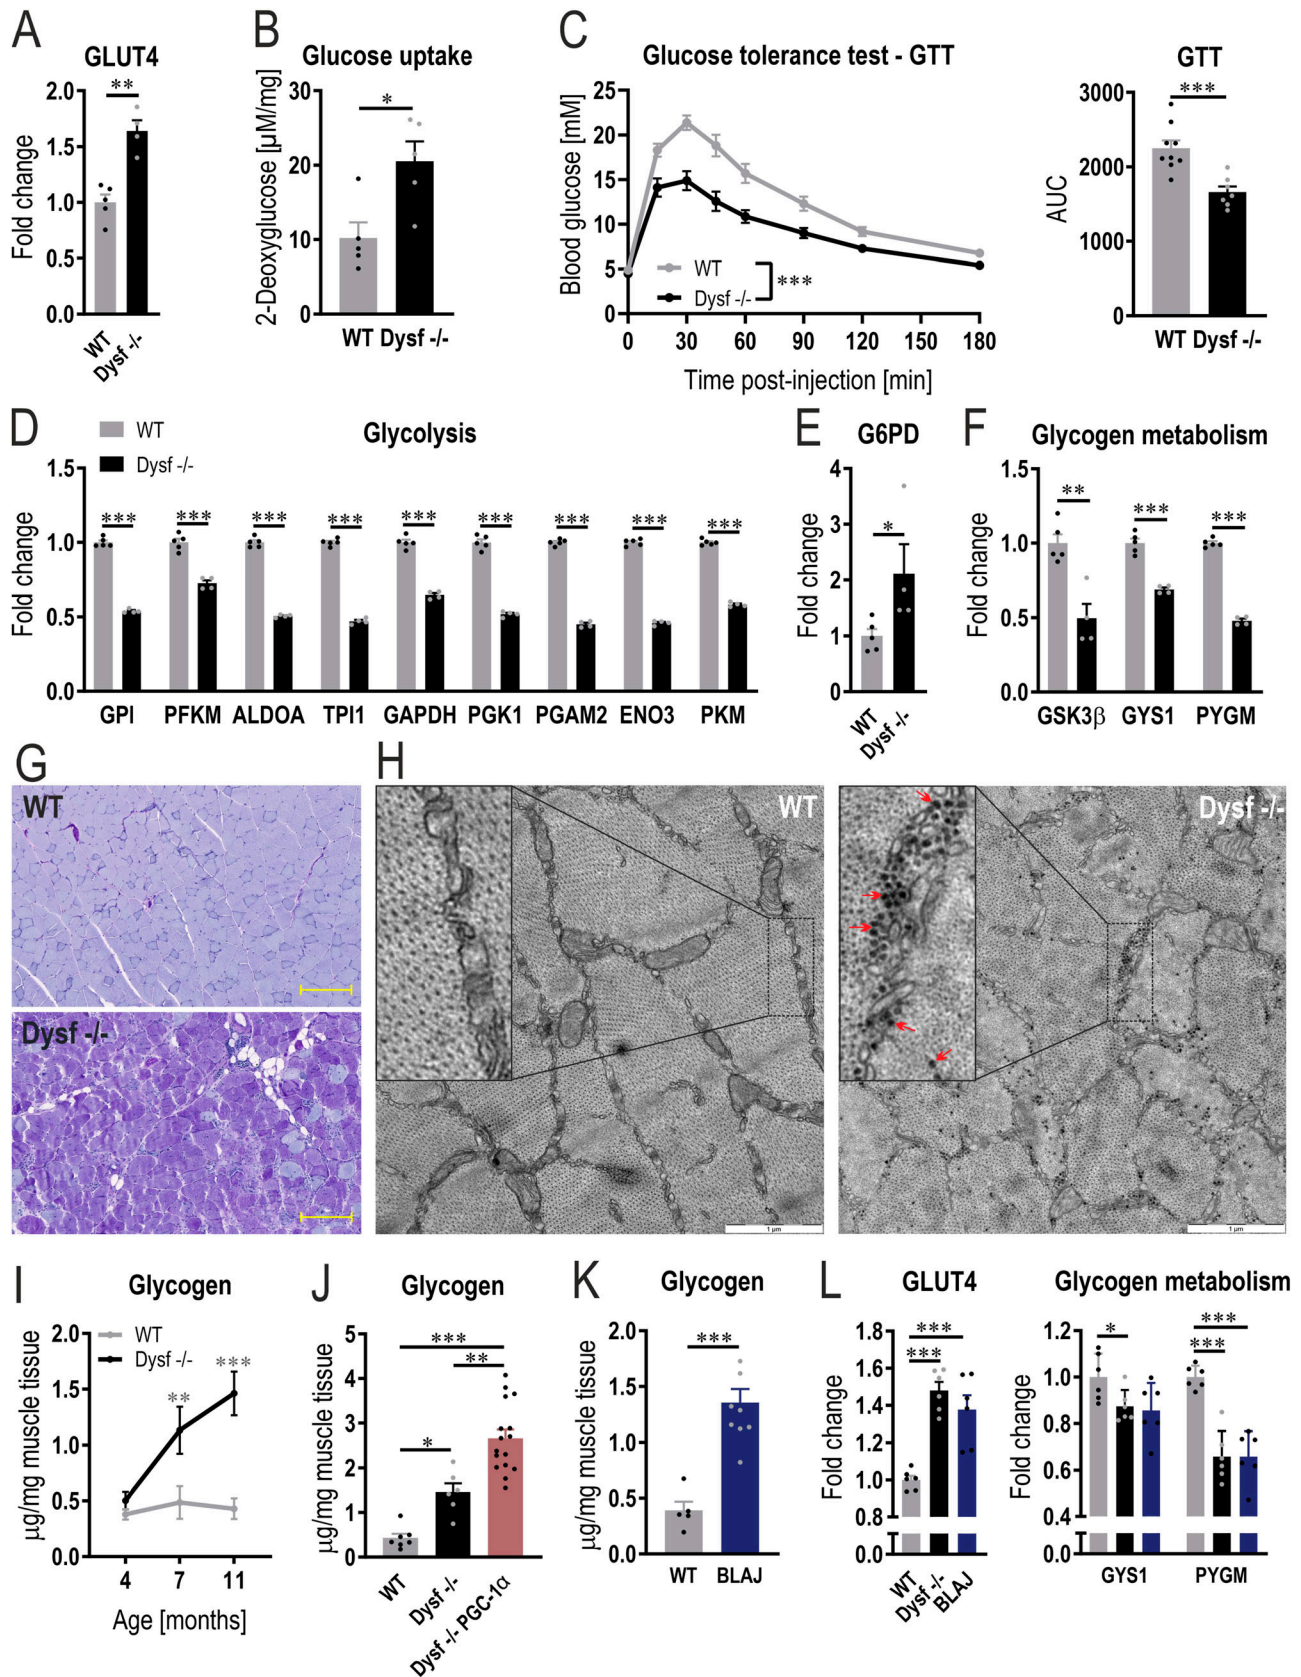 A
GLUT4
**
Fold change
2.0
1.5
1.0
0.5
0.0
WT
Dysf -/-
B
Glucose uptake
*
2-Deoxyglucose [µM/mg]
30
20
10
0
WT Dysf -/-
C
Glucose tolerance test - GTT
Blood glucose [mM]
25
20
15
10
5
0
WT
Dysf -/-
***
0 30 60 90 120 150 180
Time post-injection [min]
GTT
***
AUC
3000
2000
1000
0
WT Dysf -/-
D
WT
Dysf -/-
Glycolysis
Fold change
1.5
1.0
0.5
0.0
*** *** *** *** *** *** *** *** ***
GPI PFKM ALDOA TPI1 GAPDH PGK1 PGAM2 ENO3 PKM
E
G6PD
*
Fold change
4
3
2
1
0
WT
Dysf -/-
F
Glycogen metabolism
Fold change
1.5
1.0
0.5
0.0
** *** ***
GSK3β GYS1 PYGM
G
WT
Dysf -/-
H
WT
1 µm
Dysf -/-
1 µm
I
Glycogen
µg/mg muscle tissue
2.0
1.5
1.0
0.5
0.0
WT
Dysf -/-
**
***
4 7 11
Age [months]
J
Glycogen
µg/mg muscle tissue
5
4
3
2
1
0
***
**
*
WT
Dysf -/-
Dysf -/- PGC-1α
K
Glycogen
µg/mg muscle tissue
2.0
1.5
1.0
0.5
0.0
***
WT BLAJ
L
GLUT4
Fold change
1.8
1.6
1.4
1.2
1.0
0.8
0.0
***
***
WT
Dysf -/-
BLAJ
Glycogen metabolism
Fold change
1.2
1.0
0.8
0.6
0.4
0.0
*
***
***
GYS1 PYGM